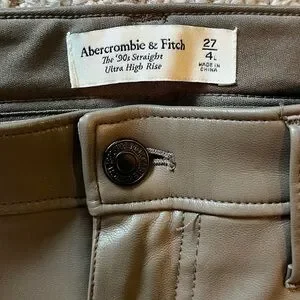 Abercrombie & Fitch
The '90s Straight
Ultra High Rise
27
4L
MADE IN
CHINA